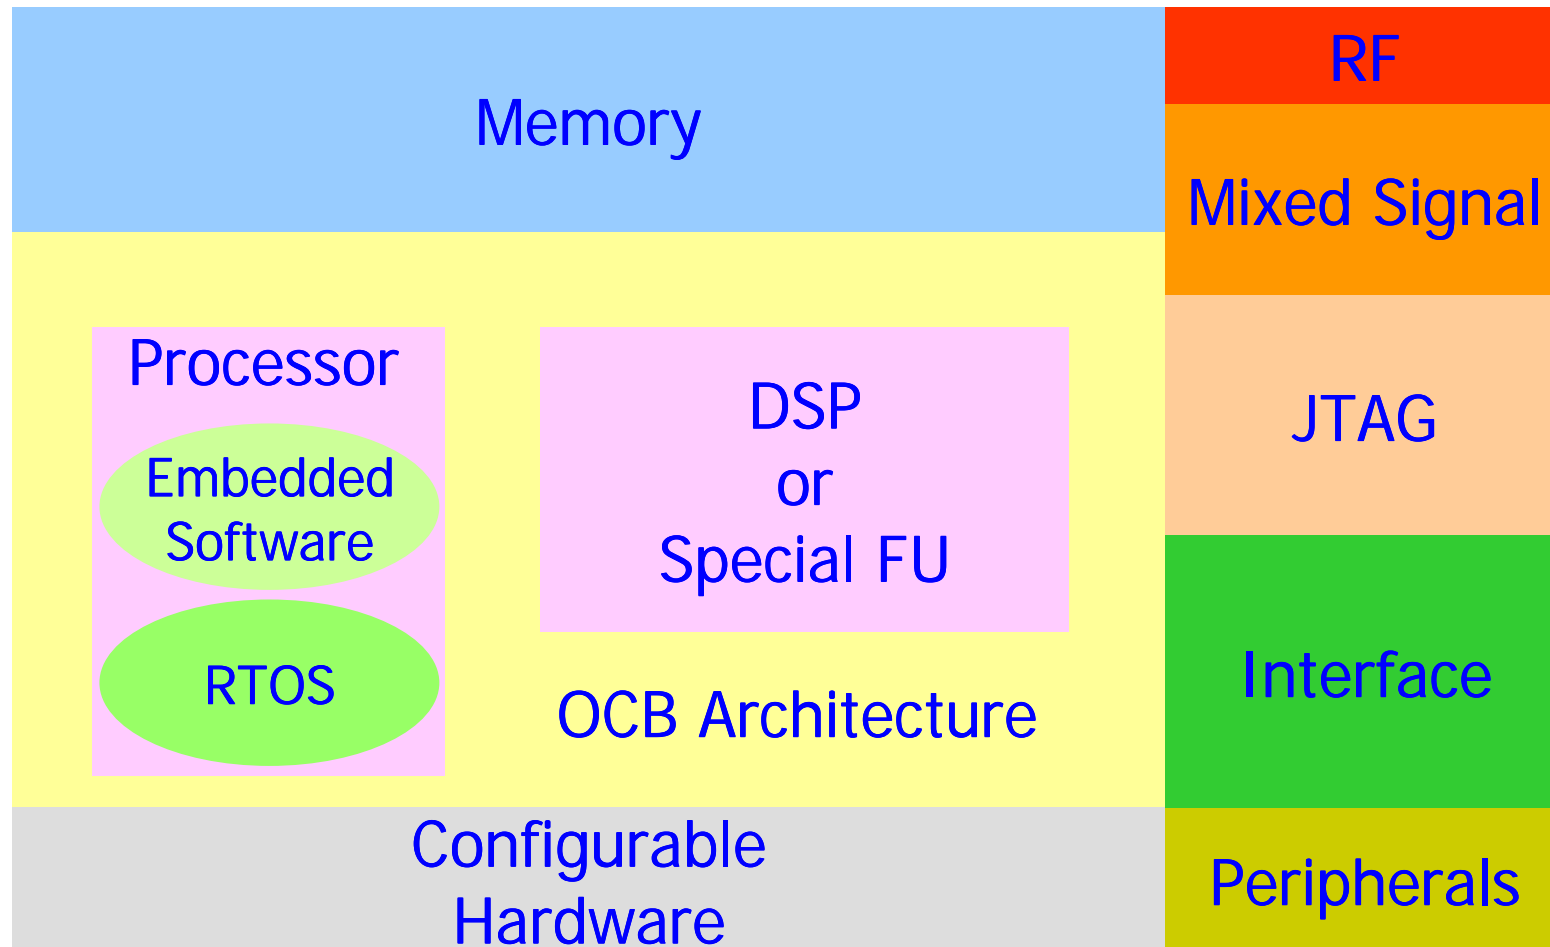 Memory
RF
Mixed Signal
Processor
Embedded
Software
RTOS
DSP
or
Special FU
OCB Architecture
JTAG
Interface
Configurable
Hardware
Peripherals